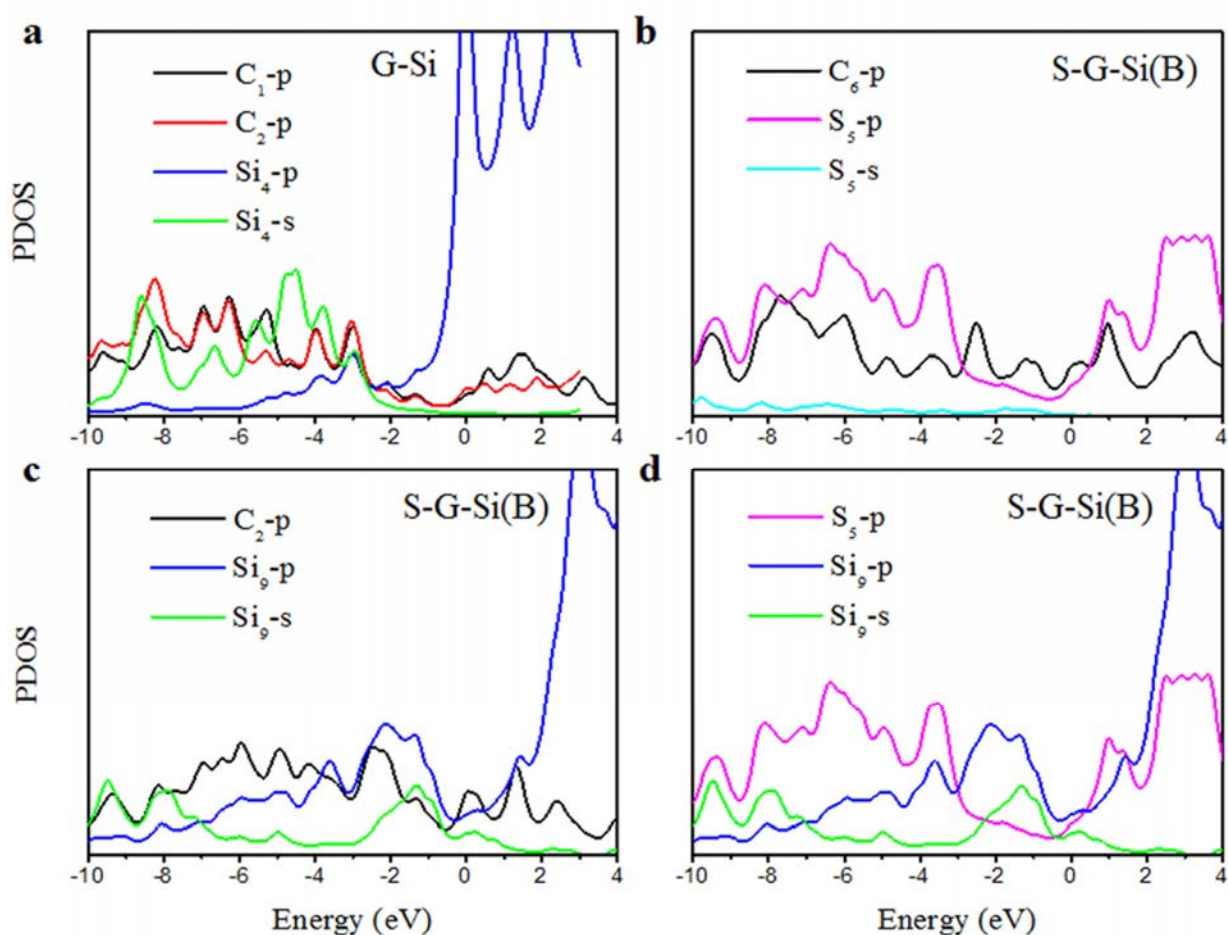 a
G-Si
C₁-p
C₂-p
Si₄-p
Si₄-s
PDOS
-10 -8 -6 -4 -2 0 2 4
b
S-G-Si(B)
C₆-p
S₅-p
S₅-s
-10 -8 -6 -4 -2 0 2 4
c
S-G-Si(B)
C₂-p
Si₉-p
Si₉-s
PDOS
-10 -8 -6 -4 -2 0 2 4
Energy (eV)
d
S-G-Si(B)
S₅-p
Si₉-p
Si₉-s
-10 -8 -6 -4 -2 0 2 4
Energy (eV)